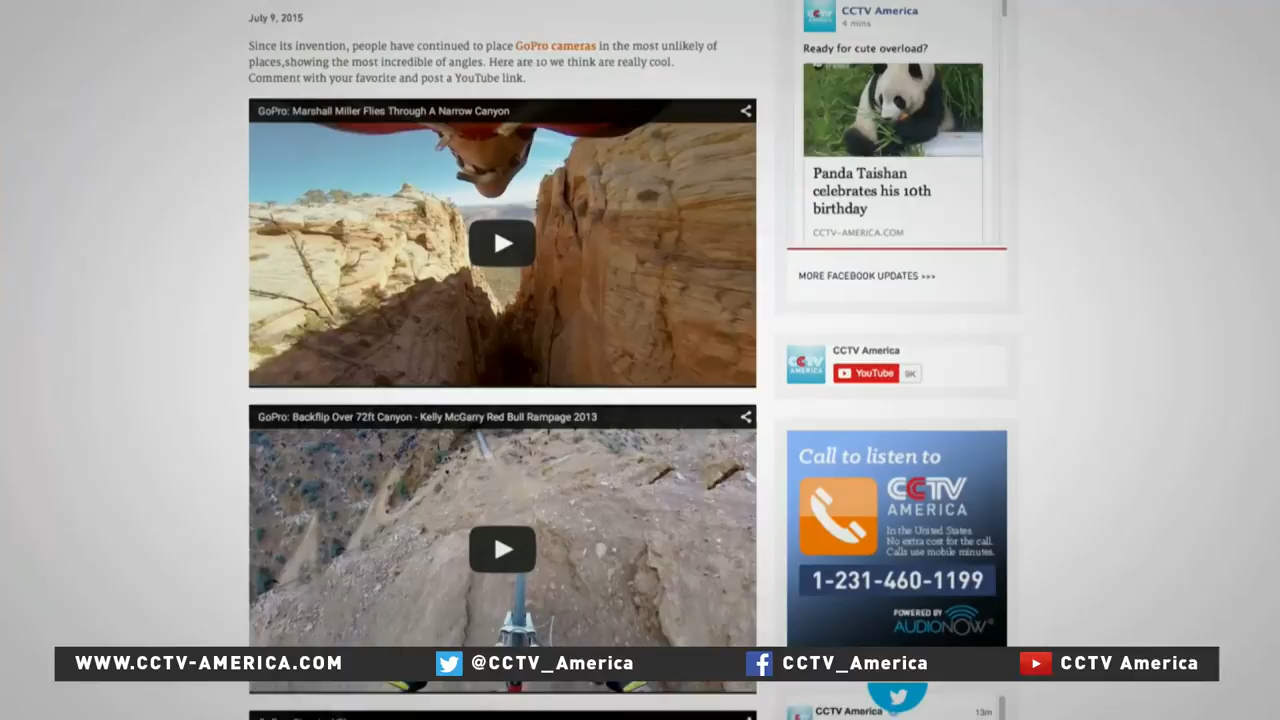 July 9, 2015
Since its invention, people have continued to place GoPro cameras in the most unlikely of
places,showing the most incredible of angles. Here are 10 we think are really cool.
Comment with your favorite and post a YouTube link.
GoPro: Marshall Miller Flies Through A Narrow Canyon
GoPro: Backflip Over 72ft Canyon - Kelly McGarry Red Bull Rampage 2013
CCTV AMERICA
CCTV America
4 mins
Ready for cute overload?
Panda Taishan
celebrates his 10th
birthday
CCTV-AMERICA.COM
MORE FACEBOOK UPDATES >>>
CCTV AMERICA
CCTV America
YouTube 9K
Call to listen to
CCTV
AMERICA
In the United States
No extra cost for the call.
Calls use mobile minutes.
1-231-460-1199
POWERED BY
AUDIONOW®
WWW.CCTV-AMERICA.COM
@CCTV_America
CCTV_America
CCTV America
CCTV America
13m